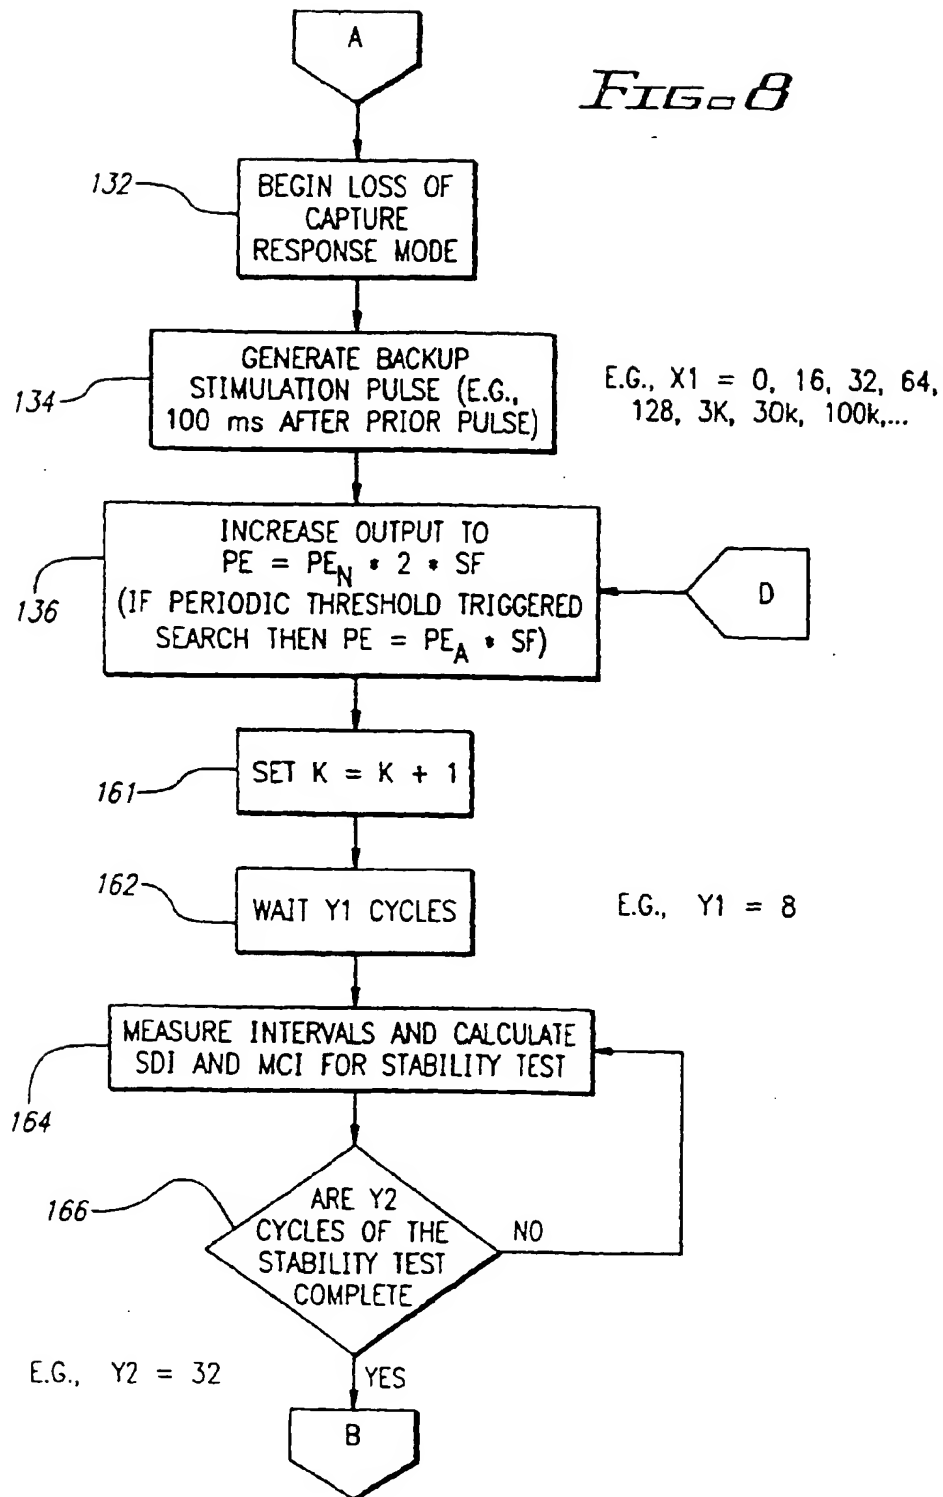 A
FIG. 8
132
BEGIN LOSS OF
CAPTURE
RESPONSE MODE
134
GENERATE BACKUP
STIMULATION PULSE (E.G.,
100 ms AFTER PRIOR PULSE)
E.G., X1 = 0, 16, 32, 64,
128, 3K, 30k, 100k,...
136
INCREASE OUTPUT TO
PE = PE_N * 2 * SF
(IF PERIODIC THRESHOLD TRIGGERED
SEARCH THEN PE = PE_A * SF)
D
161
SET K = K + 1
162
WAIT Y1 CYCLES
E.G., Y1 = 8
MEASURE INTERVALS AND CALCULATE
SDI AND MCI FOR STABILITY TEST
164
166
ARE Y2
CYCLES OF THE
STABILITY TEST
COMPLETE
NO
E.G., Y2 = 32
YES
B